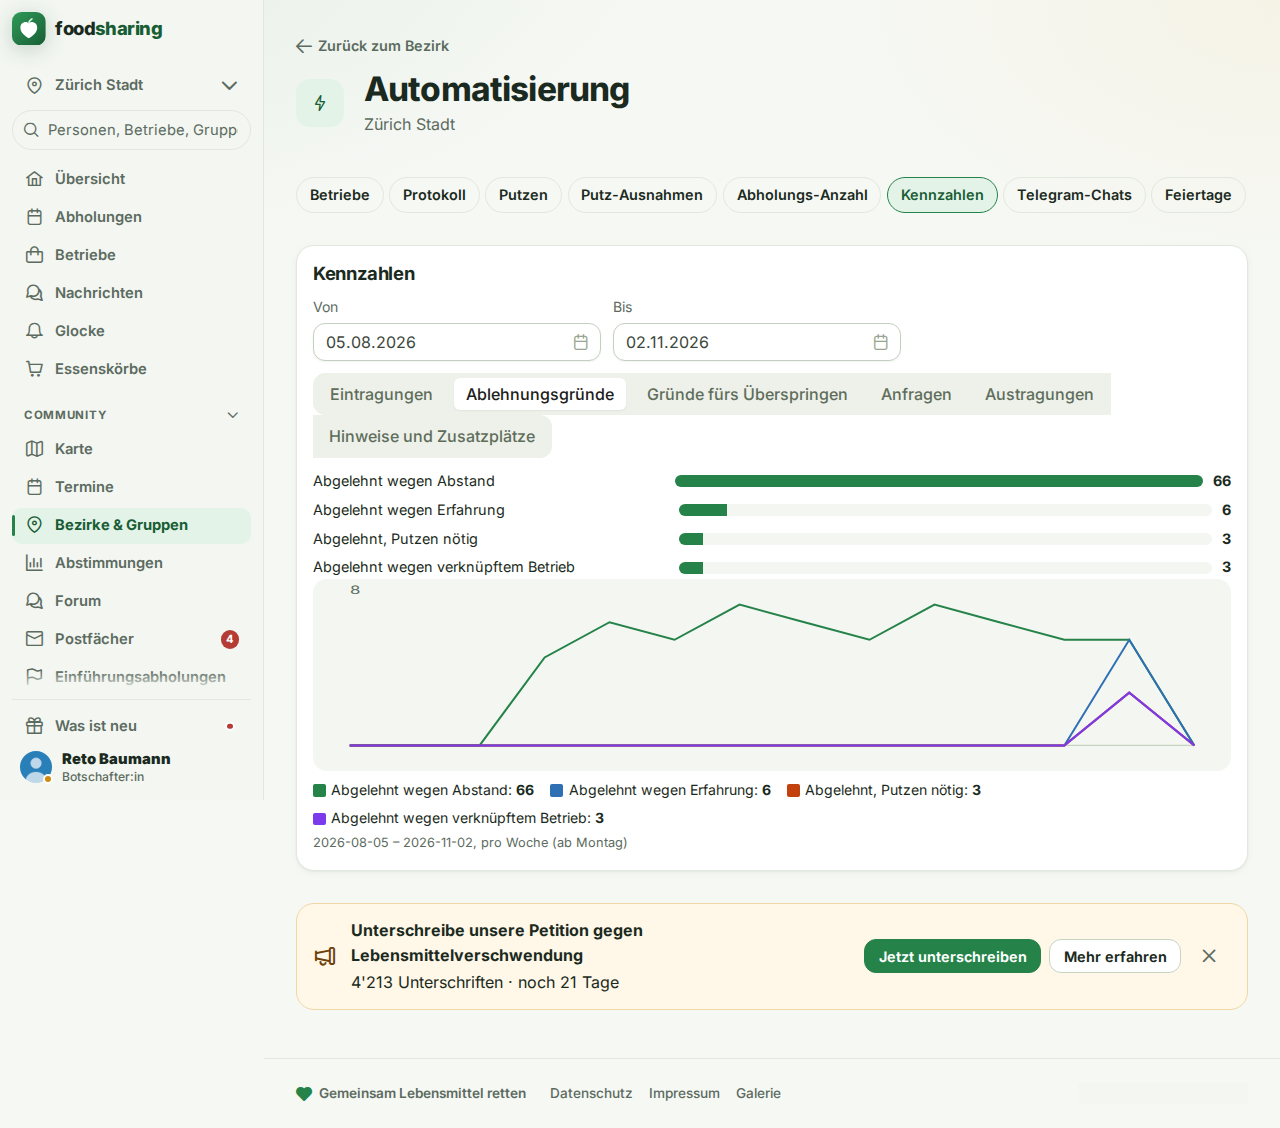 foodsharing
Zürich Stadt
Personen, Betriebe, Grupp
Übersicht
Abholungen
Betriebe
Nachrichten
Glocke
Essenskörbe
COMMUNITY
Karte
Termine
Bezirke & Gruppen
Abstimmungen
Forum
Postfächer 4
Einführungsabholungen
Was ist neu
Reto Baumann
Botschafter:in
Zurück zum Bezirk
Automatisierung
Zürich Stadt
Betriebe Protokoll Putzen Putz-Ausnahmen Abholungs-Anzahl Kennzahlen Telegram-Chats Feiertage
Kennzahlen
Von Bis
05.08.2026 02.11.2026
Eintragungen Ablehnungsgründe Gründe fürs Überspringen Anfragen Austragungen
Hinweise und Zusatzplätze
Abgelehnt wegen Abstand 66
Abgelehnt wegen Erfahrung 6
Abgelehnt, Putzen nötig 3
Abgelehnt wegen verknüpftem Betrieb 3
8
Abgelehnt wegen Abstand: 66 Abgelehnt wegen Erfahrung: 6 Abgelehnt, Putzen nötig: 3
Abgelehnt wegen verknüpftem Betrieb: 3
2026-08-05 – 2026-11-02, pro Woche (ab Montag)
Unterschreibe unsere Petition gegen
Lebensmittelverschwendung
4'213 Unterschriften · noch 21 Tage
Jetzt unterschreiben Mehr erfahren
Gemeinsam Lebensmittel retten Datenschutz Impressum Galerie